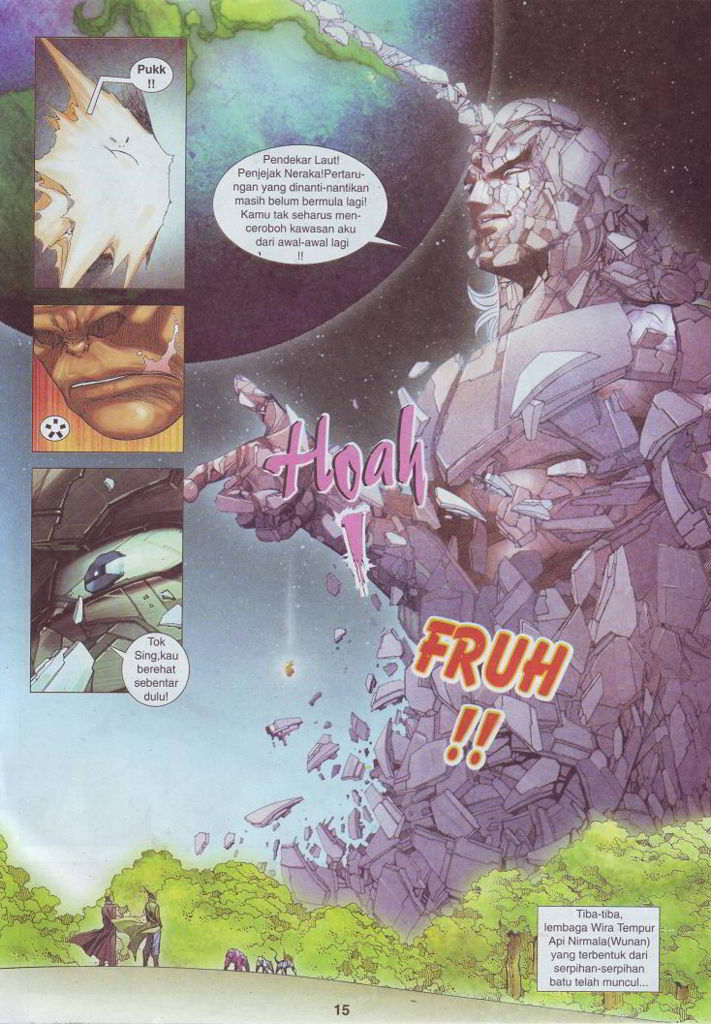 Pukk
!!
Pendekar Laut!
Penjejak Neraka!Pertaru-
ngan yang dinanti-nantikan
masih belum bermula lagi!
Kamu tak seharus men-
ceroboh kawasan aku
dari awal-awal lagi
!!
Hoah
!
Tok
Sing,kau
berehat
sebentar
dulu!
FRUH
!!
Tiba-tiba,
lembaga Wira Tempur
Api Nirmala(Wunan)
yang terbentuk dari
serpihan-serpihan
batu telah muncul...
15